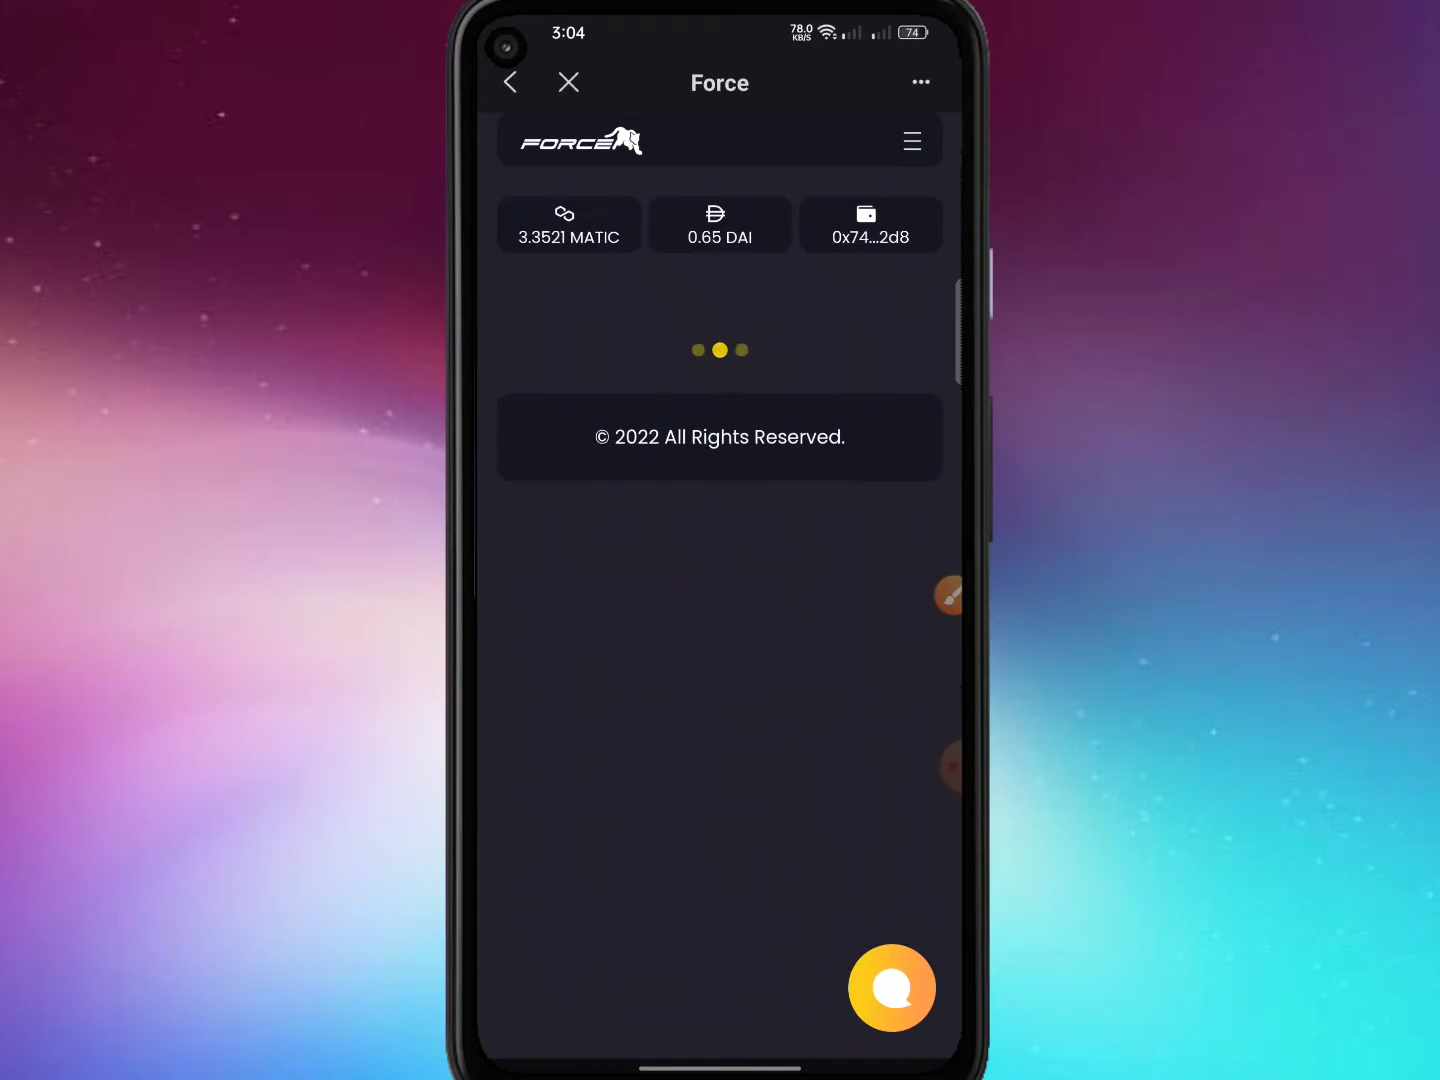 3:04
78.0
KB/S
74
Force
FORCE
3.3521 MATIC
0.65 DAI
0x74...2d8
© 2022 All Rights Reserved.